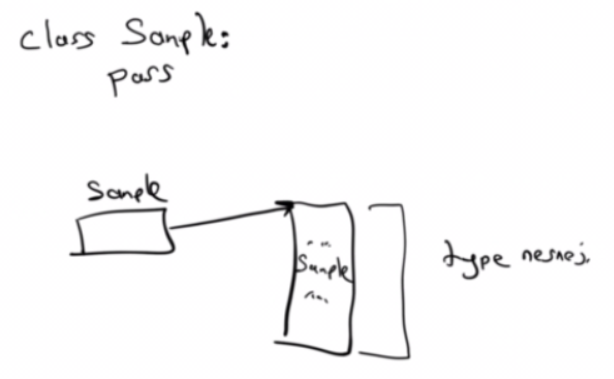 class Sample:
pass
Sample
...
Sample
...
type nesnesi